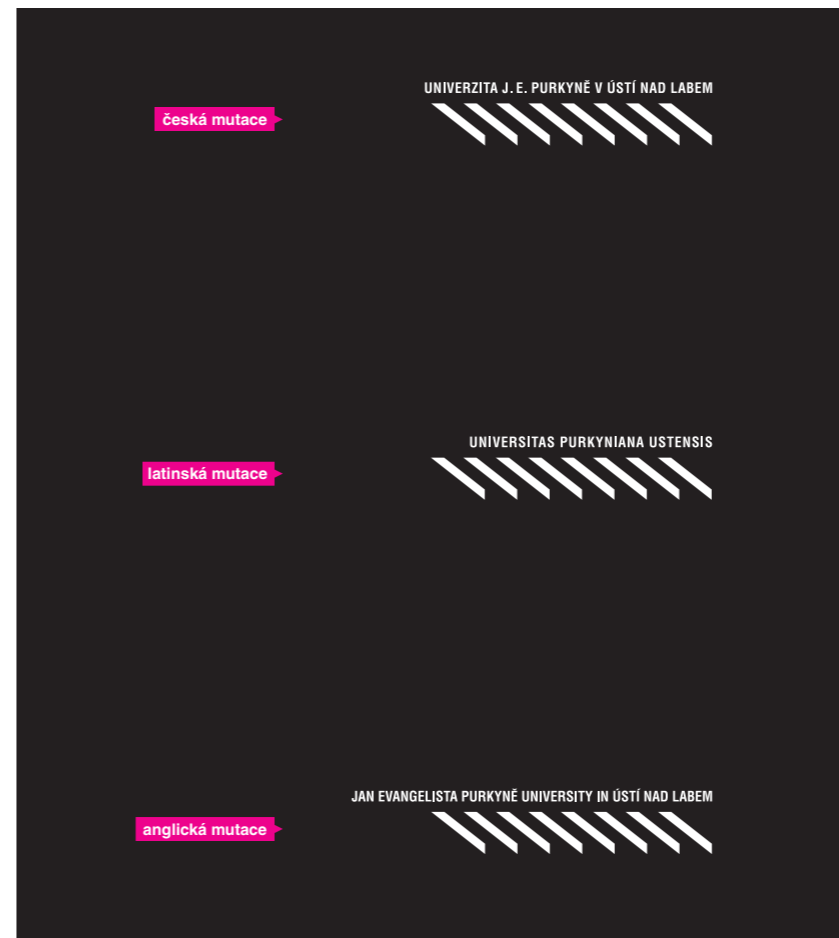 UNIVERZITA J. E. PURKYNĚ V ÚSTÍ NAD LABEM
česká mutace
UNIVERSITAS PURKYNIANA USTENSIS
latinská mutace
JAN EVANGELISTA PURKYNĚ UNIVERSITY IN ÚSTÍ NAD LABEM
anglická mutace